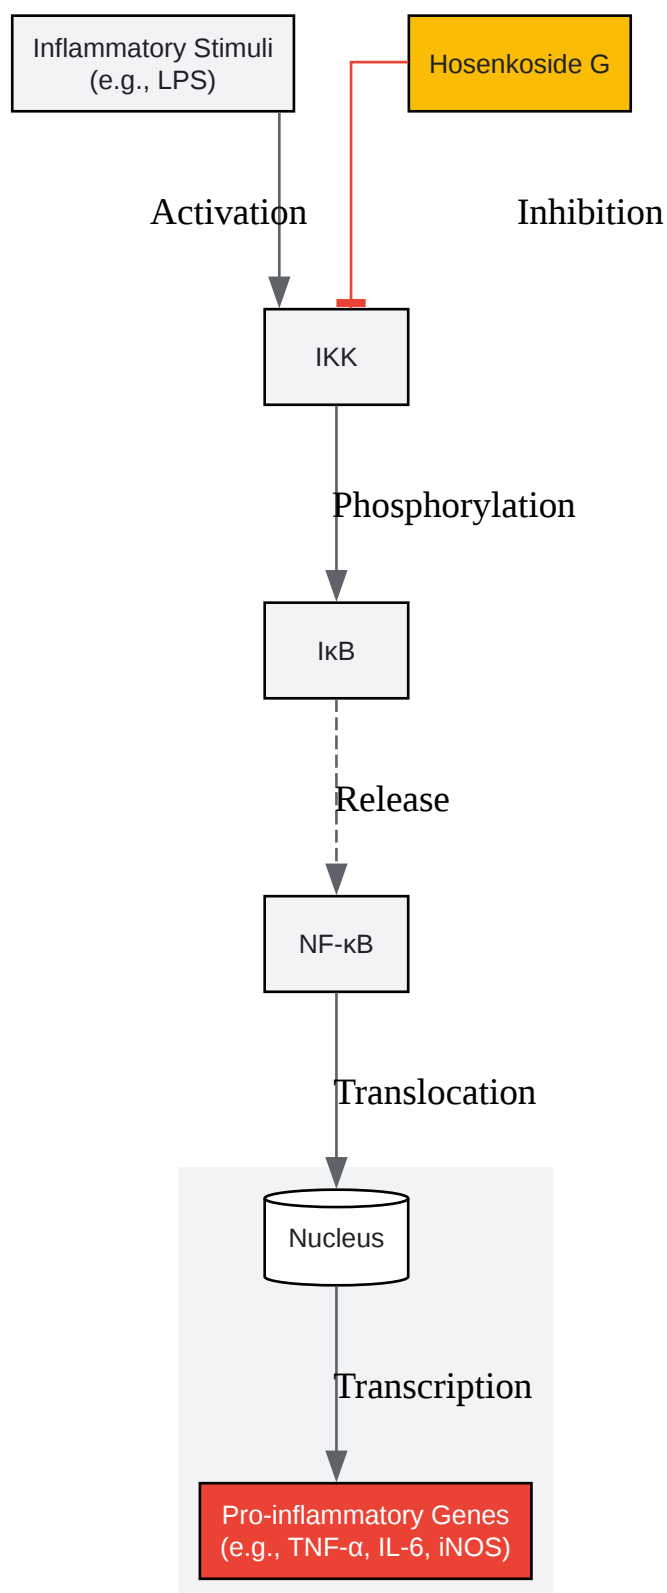 Inflammatory Stimuli
(e.g., LPS)
Hosenkoside G
Activation
Inhibition
IKK
Phosphorylation
IκB
Release
NF-κB
Translocation
Nucleus
Transcription
Pro-inflammatory Genes
(e.g., TNF-α, IL-6, iNOS)